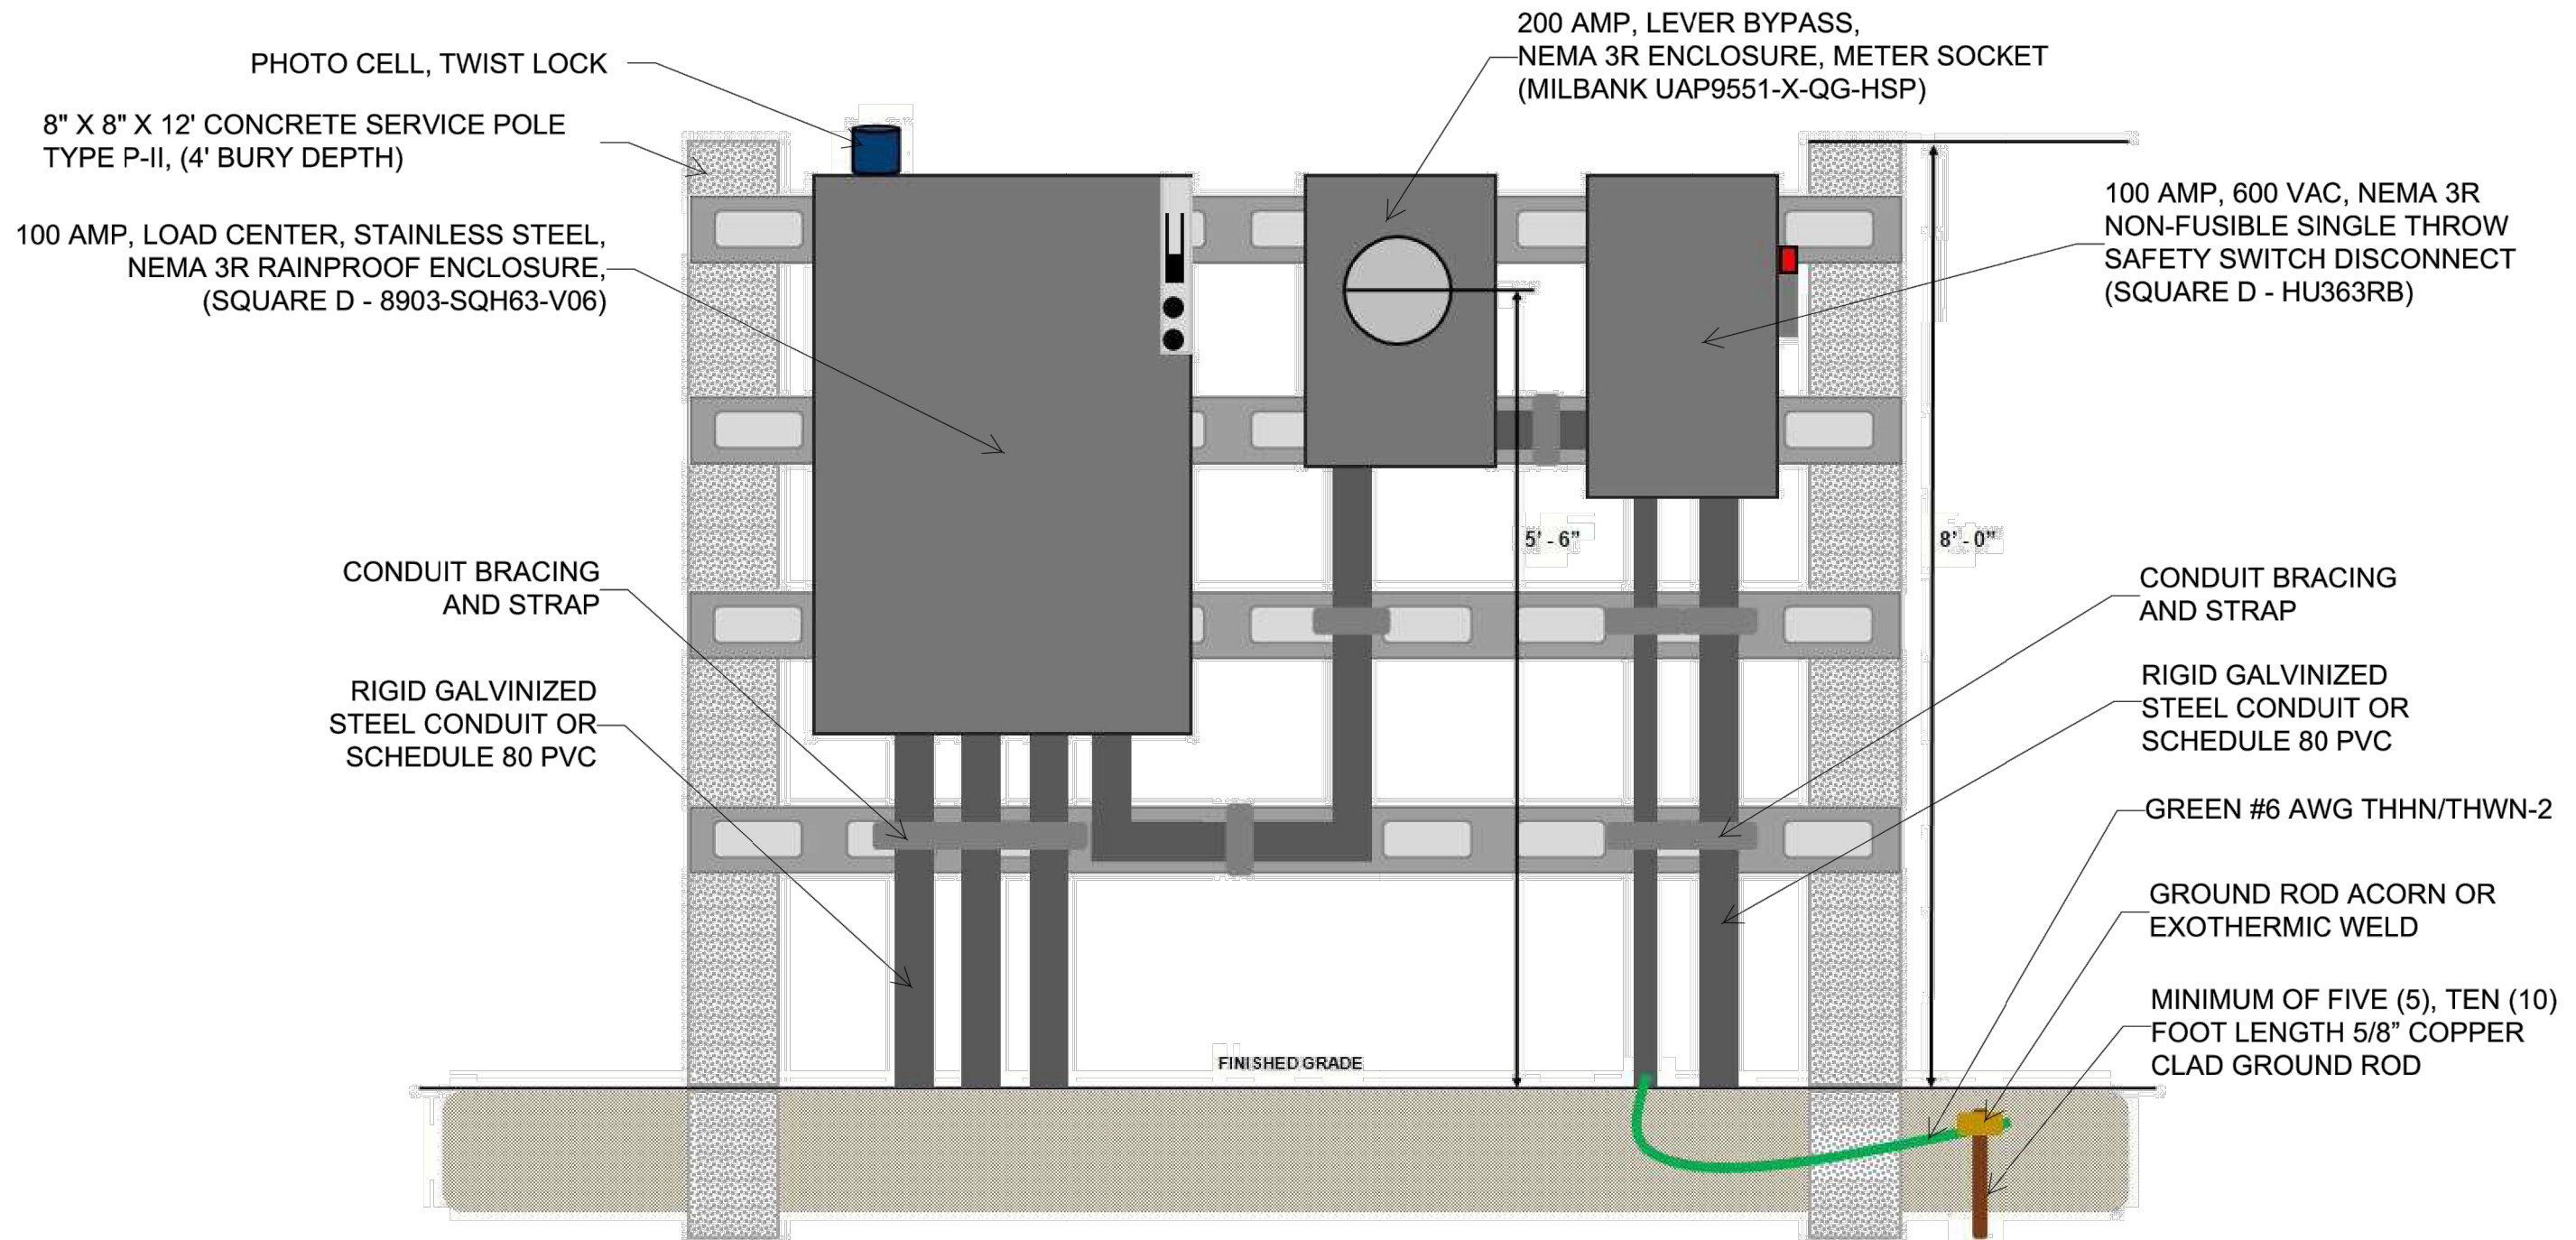 PHOTO CELL, TWIST LOCK
8" X 8" X 12' CONCRETE SERVICE POLE
TYPE P-II, (4' BURY DEPTH)
100 AMP, LOAD CENTER, STAINLESS STEEL,
NEMA 3R RAINPROOF ENCLOSURE,
(SQUARE D - 8903-SQH63-V06)
CONDUIT BRACING
AND STRAP
RIGID GALVINIZED
STEEL CONDUIT OR
SCHEDULE 80 PVC
200 AMP, LEVER BYPASS,
NEMA 3R ENCLOSURE, METER SOCKET
(MILBANK UAP9551-X-QG-HSP)
100 AMP, 600 VAC, NEMA 3R
NON-FUSIBLE SINGLE THROW
SAFETY SWITCH DISCONNECT
(SQUARE D - HU363RB)
5' - 6"
8' - 0"
CONDUIT BRACING
AND STRAP
RIGID GALVINIZED
STEEL CONDUIT OR
SCHEDULE 80 PVC
GREEN #6 AWG THHN/THWN-2
GROUND ROD ACORN OR
EXOTHERMIC WELD
MINIMUM OF FIVE (5), TEN (10)
FOOT LENGTH 5/8” COPPER
CLAD GROUND ROD
FINISHED GRADE